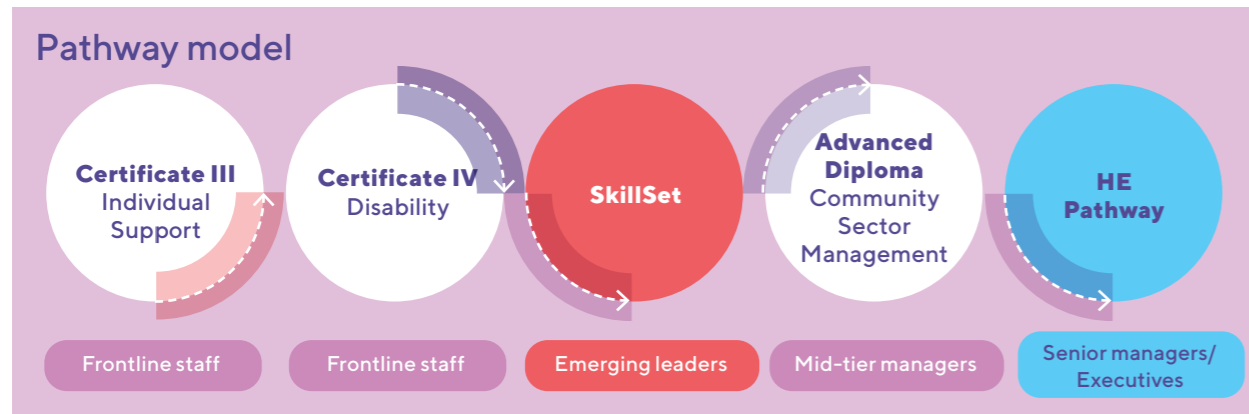 Pathway model
Certificate III
Individual
Support
Certificate IV
Disability
SkillSet
Advanced
Diploma
Community
Sector
Management
HE
Pathway
Frontline staff
Frontline staff
Emerging leaders
Mid-tier managers
Senior managers/
Executives